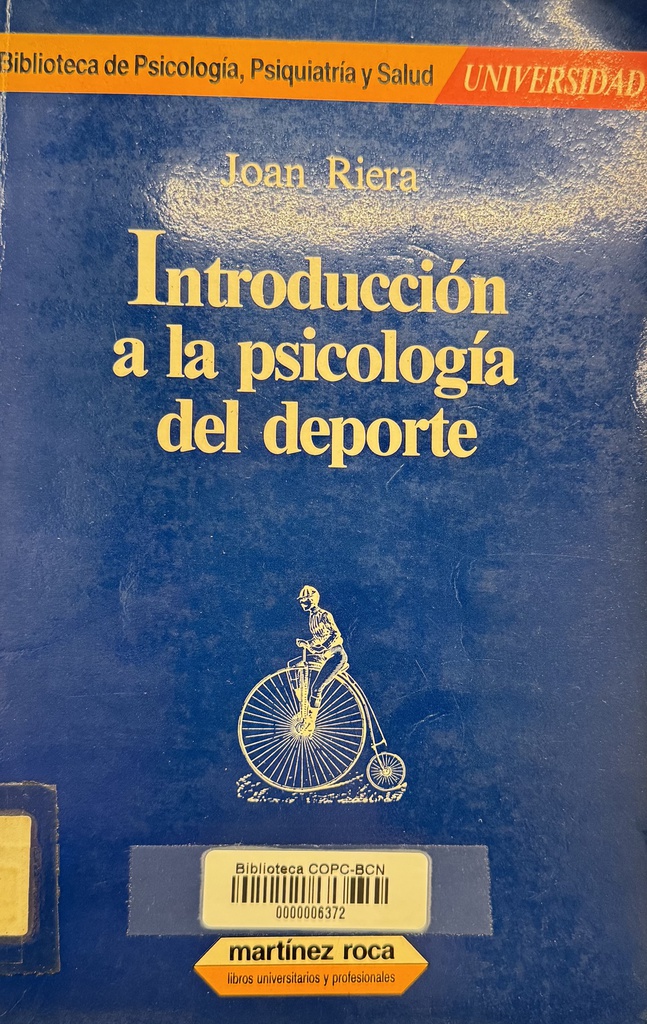 Biblioteca de Psicología, Psiquiatría y Salud UNIVERSIDAD
Joan Riera
Introducción
a la psicología
del deporte
Biblioteca COPC-BCN
0000006372
martínez roca
libros universitarios y profesionales